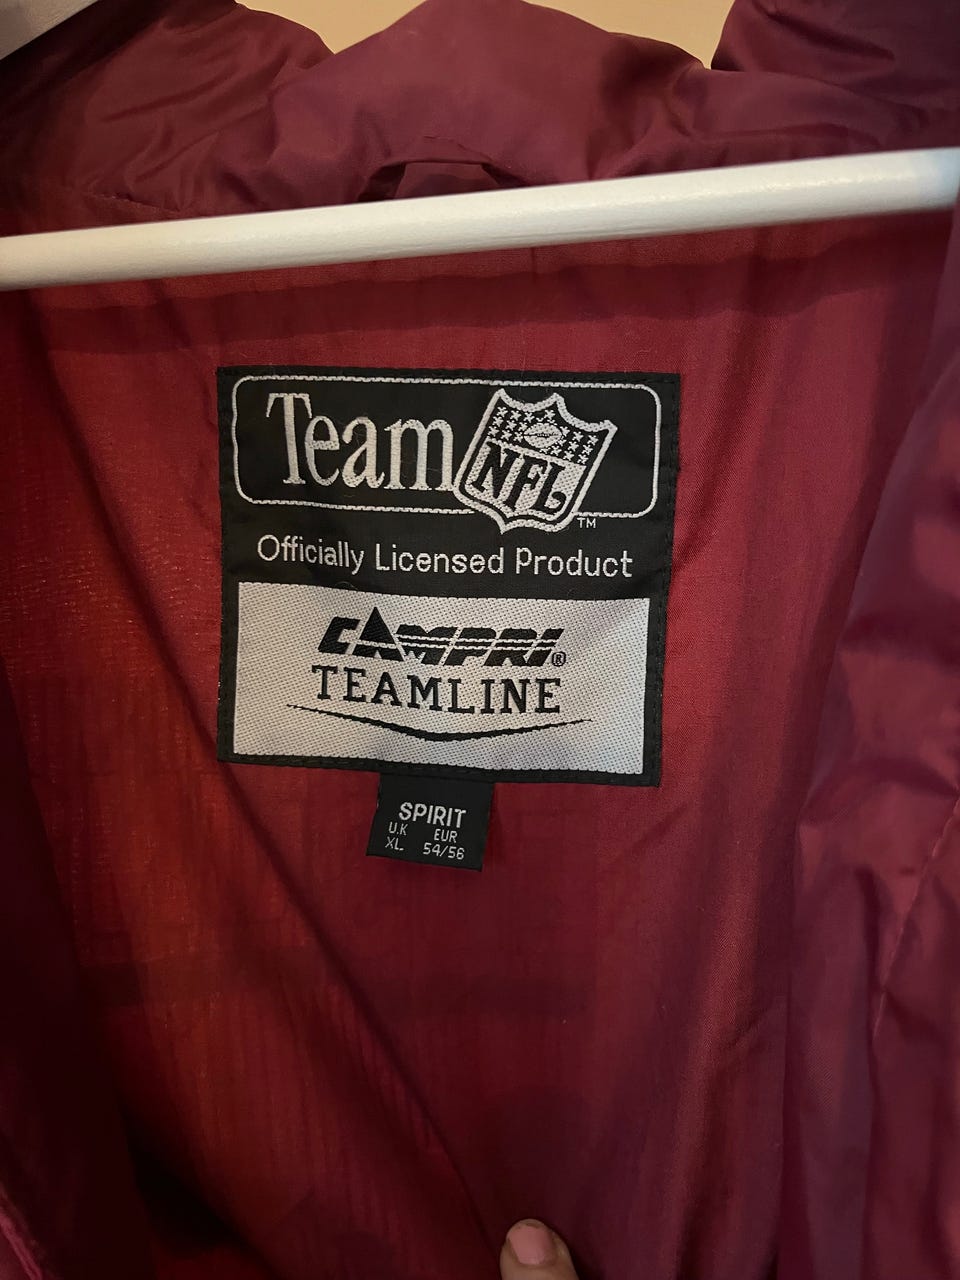 Team NFL TM
Officially Licensed Product
CAMPRI®
TEAMLINE
SPIRIT
U.K EUR
XL. 54/56